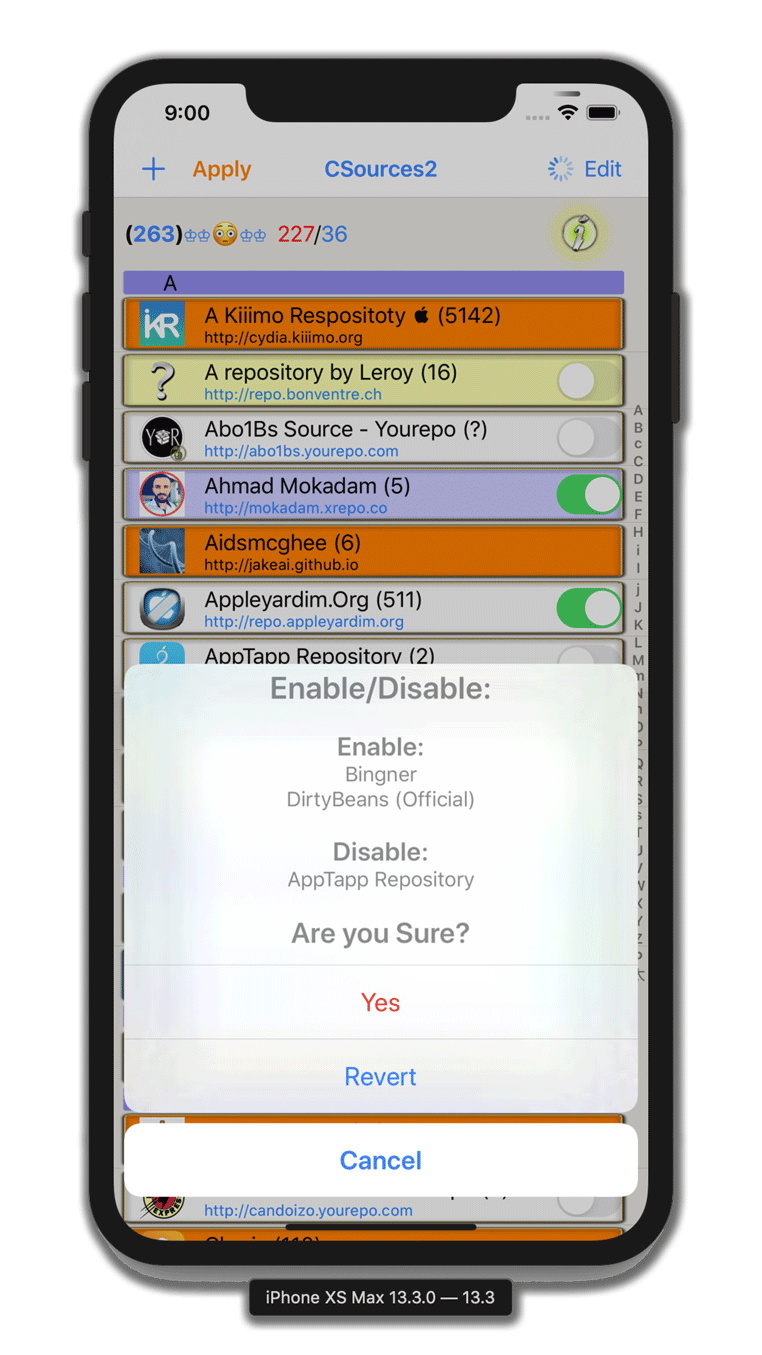 9:00
Apply CSources2 Edit
(263)♔♔😳♔♔ 227/36
A
A Kiiimo Respositoty  (5142)
http://cydia.kiiimo.org
A repository by Leroy (16)
http://repo.bonventre.ch
Abo1Bs Source - Yourepo (?)
http://abo1bs.yourepo.com
Ahmad Mokadam (5)
http://mokadam.xrepo.co
Aidsmcghee (6)
http://jakeai.github.io
Appleyardim.Org (511)
http://repo.appleyardim.org
AppTapp Repository (2)
Enable/Disable:
Enable:
Bingner
DirtyBeans (Official)
Disable:
AppTapp Repository
Are you Sure?
Yes
Revert
Cancel
http://candoizo.yourepo.com
A
B
c
C
D
E
F
H
i
I
j
J
K
L
M
m
N
n
O
P
Q
R
S
s
T
U
V
W
X
Y
Z
iPhone XS Max 13.3.0 — 13.3